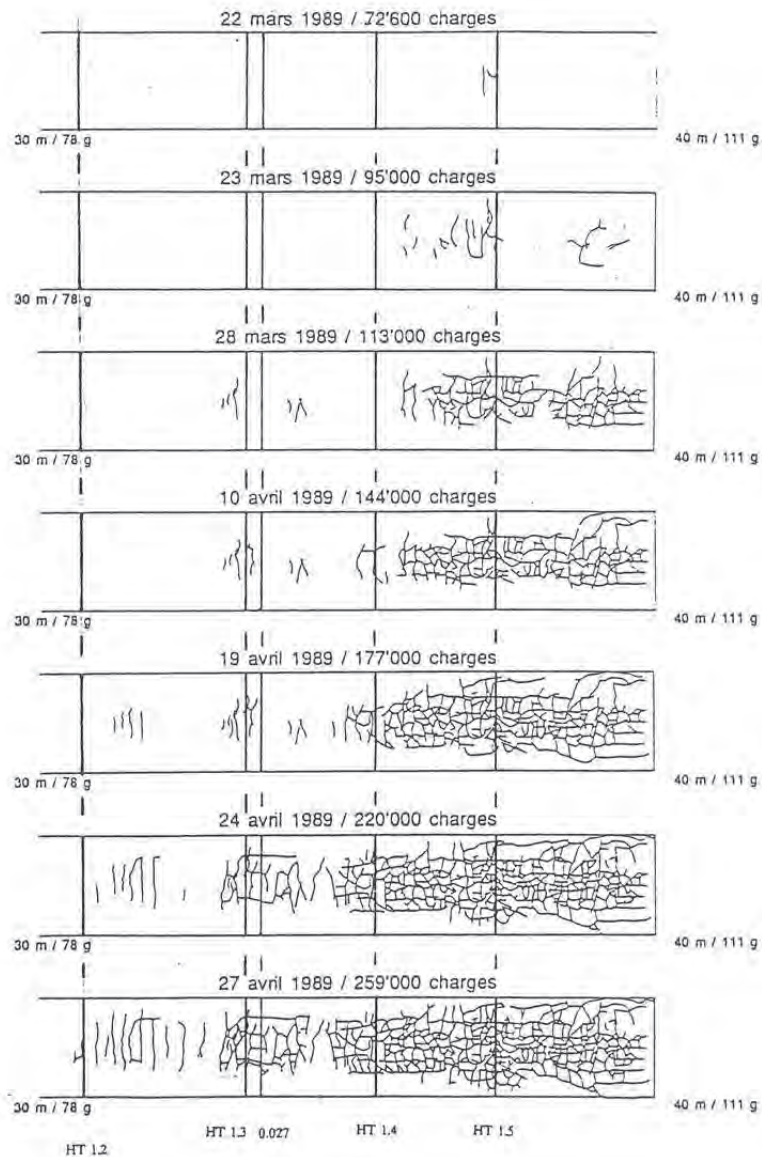 22 mars 1989 / 72'600 charges
30 m / 78 g 40 m / 111 g
23 mars 1989 / 95'000 charges
30 m / 78 g 40 m / 111 g
28 mars 1989 / 113'000 charges
30 m / 78 g 40 m / 111 g
10 avril 1989 / 144'000 charges
30 m / 78 g 40 m / 111 g
19 avril 1989 / 177'000 charges
30 m / 78 g 40 m / 111 g
24 avril 1989 / 220'000 charges
30 m / 78 g 40 m / 111 g
27 avril 1989 / 259'000 charges
30 m / 78 g 40 m / 111 g
HT 1.2 HT 1.3 0.027 HT 1.4 HT 1.5